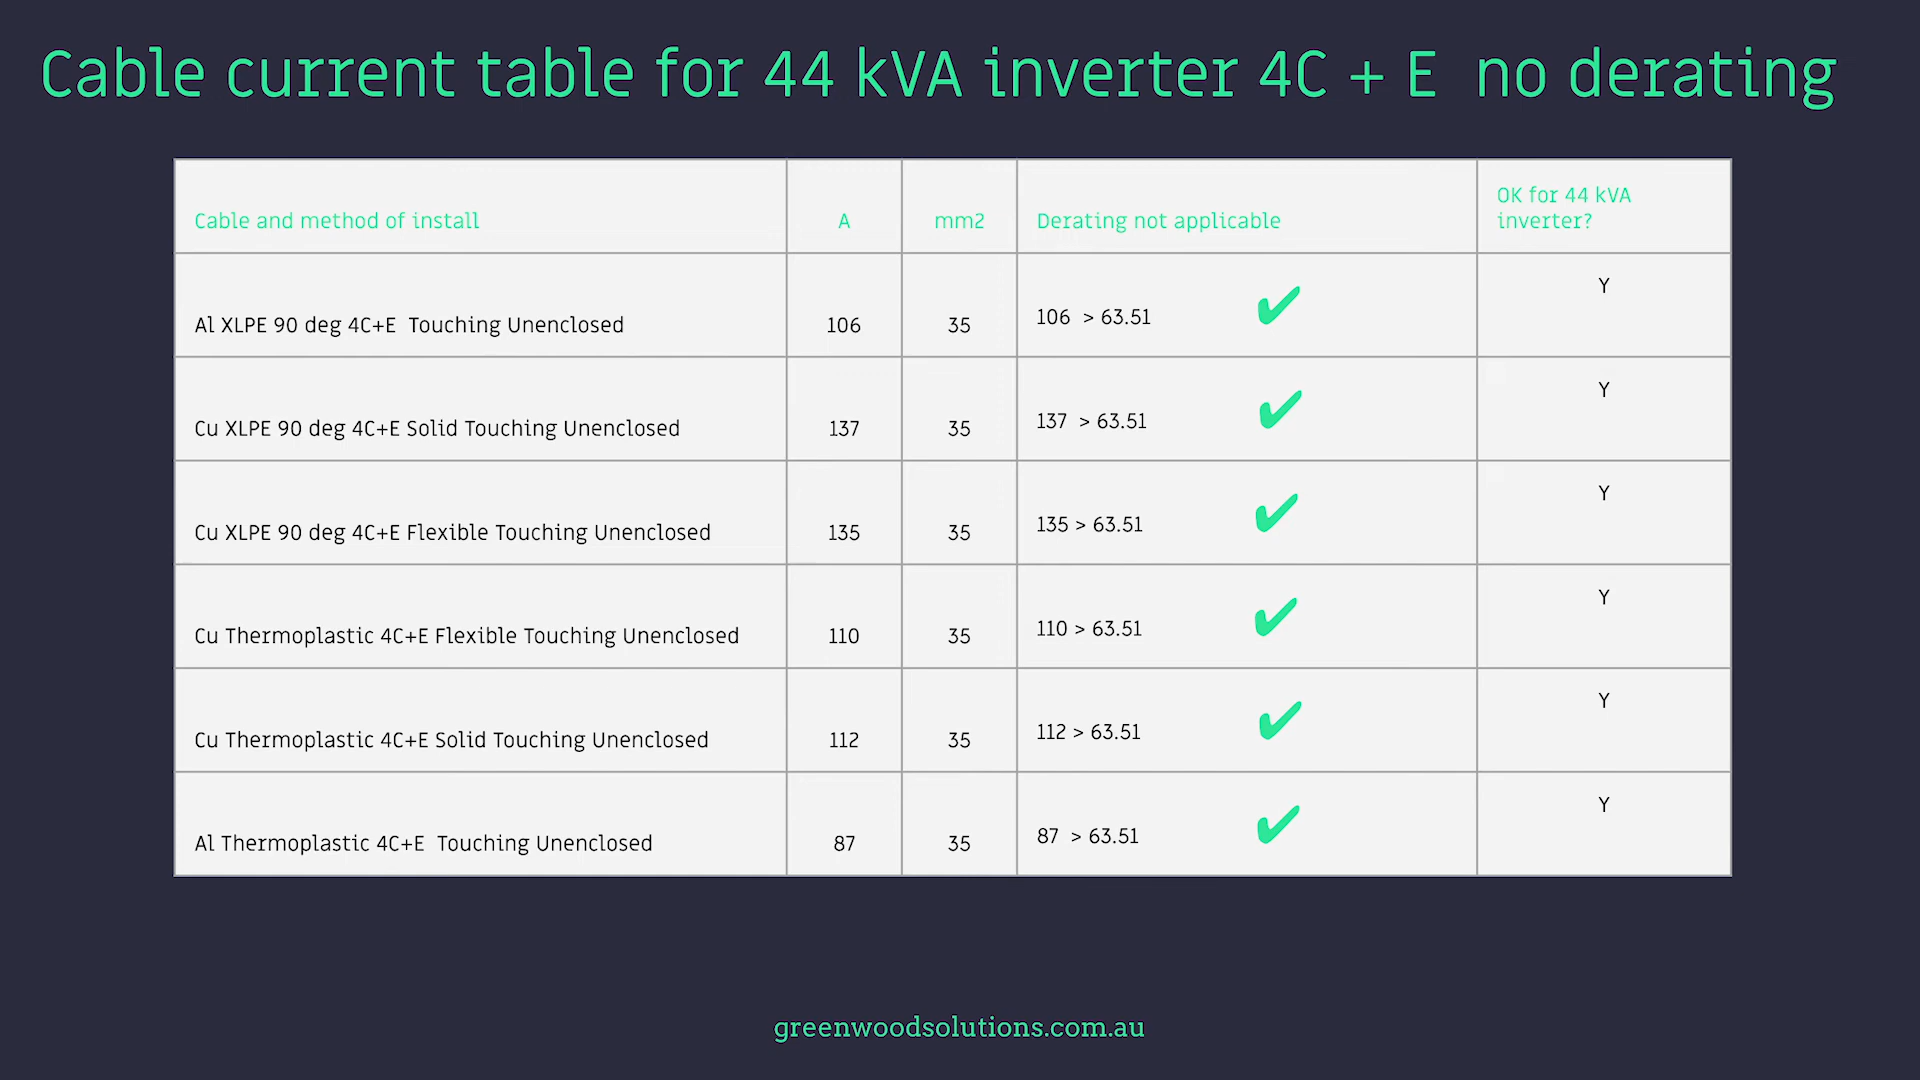 Cable current table for 44 kVA inverter 4C + E  no derating
Cable and method of install A mm2 Derating not applicable OK for 44 kVA inverter?
Al XLPE 90 deg 4C+E  Touching Unenclosed 106 35 106  > 63.51 ✔ Y
Cu XLPE 90 deg 4C+E Solid Touching Unenclosed 137 35 137  > 63.51 ✔ Y
Cu XLPE 90 deg 4C+E Flexible Touching Unenclosed 135 35 135 > 63.51 ✔ Y
Cu Thermoplastic 4C+E Flexible Touching Unenclosed 110 35 110 > 63.51 ✔ Y
Cu Thermoplastic 4C+E Solid Touching Unenclosed 112 35 112 > 63.51 ✔ Y
Al Thermoplastic 4C+E  Touching Unenclosed 87 35 87  > 63.51 ✔ Y
greenwoodsolutions.com.au